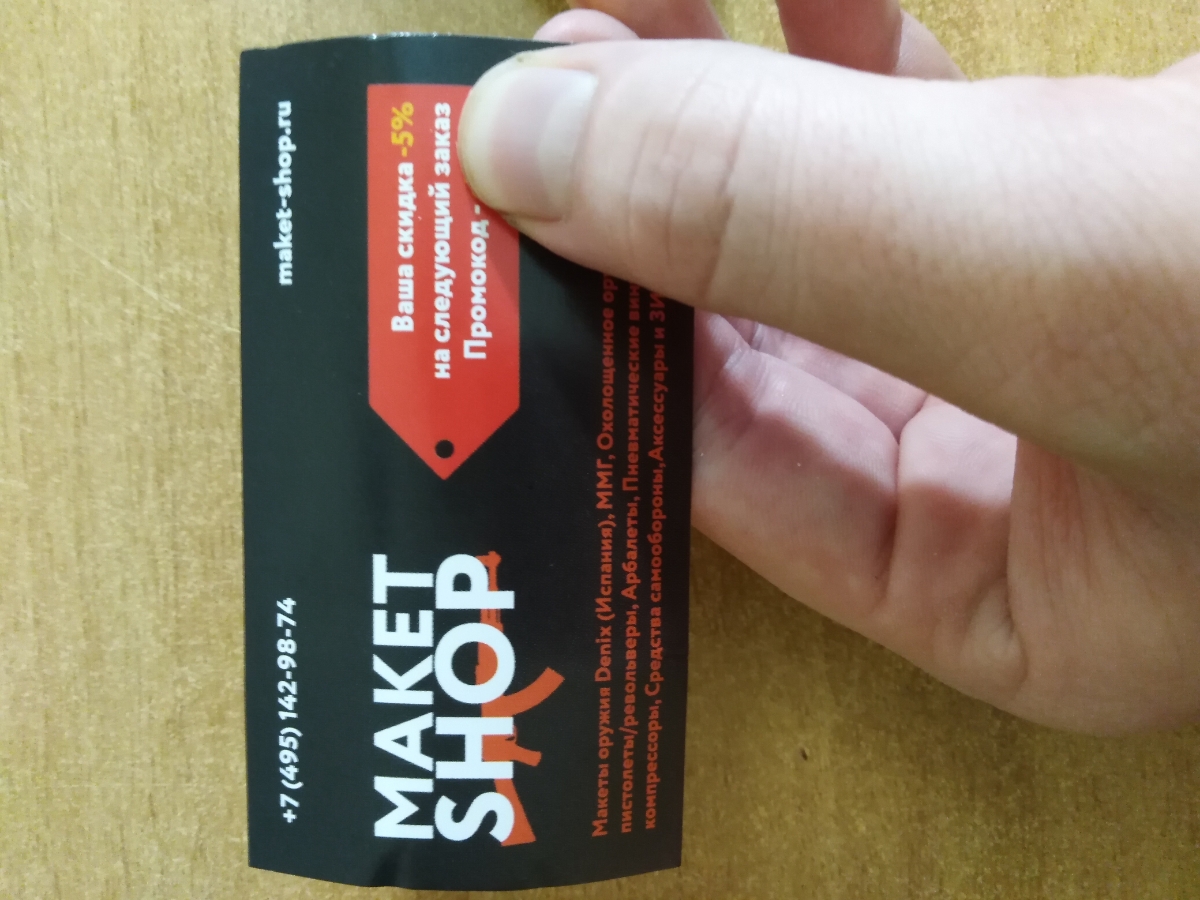 +7 (495) 142-98-74
maket-shop.ru
МАКЕТ
SHOP
Ваша скидка -5%
на следующий заказ
Промокод -
Макеты оружия Denix (Испания), ММГ, Охолощенное
пистолеты/револьверы, Арбалеты, Пневматические
компрессоры, Средства самообороны,Аксессуары и